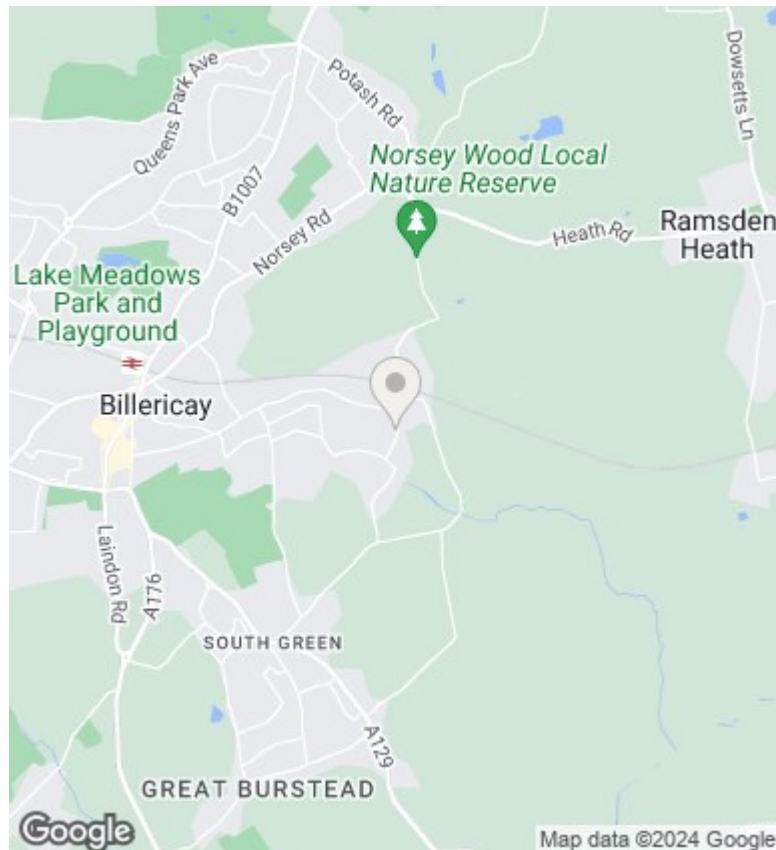 Queens Park Ave
Potash Rd
Dowsetts Ln
B1007
Norsey Wood Local
Nature Reserve
Norsey Rd
Heath Rd
Ramsden
Heath
Lake Meadows
Park and
Playground
Billericay
Laindon Rd
A176
SOUTH GREEN
A129
GREAT BURSTEAD
Google
Map data ©2024 Google